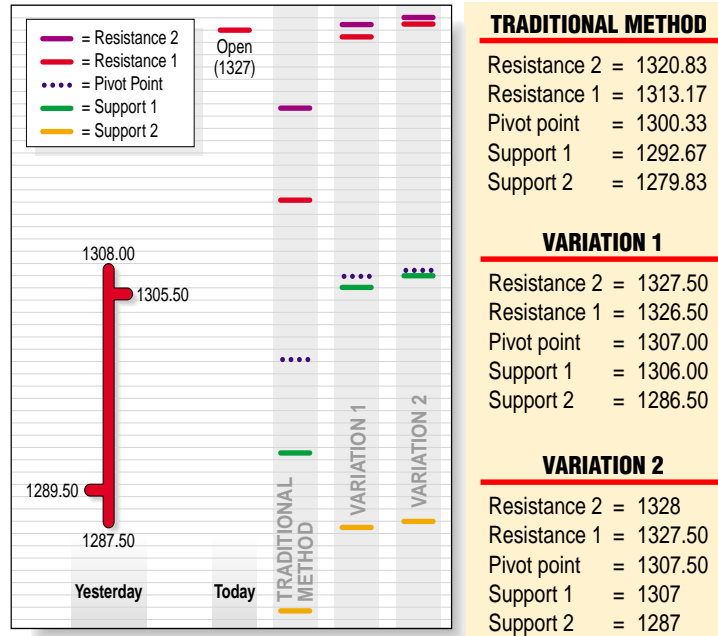 = Resistance 2
= Resistance 1
= Pivot Point
= Support 1
= Support 2
Open
(1327)
1308.00
1305.50
1289.50
1287.50
Yesterday
Today
TRADITIONAL
METHOD
VARIATION 1
VARIATION 2
TRADITIONAL METHOD
Resistance 2 = 1320.83
Resistance 1 = 1313.17
Pivot point = 1300.33
Support 1 = 1292.67
Support 2 = 1279.83
VARIATION 1
Resistance 2 = 1327.50
Resistance 1 = 1326.50
Pivot point = 1307.00
Support 1 = 1306.00
Support 2 = 1286.50
VARIATION 2
Resistance 2 = 1328
Resistance 1 = 1327.50
Pivot point = 1307.50
Support 1 = 1307
Support 2 = 1287